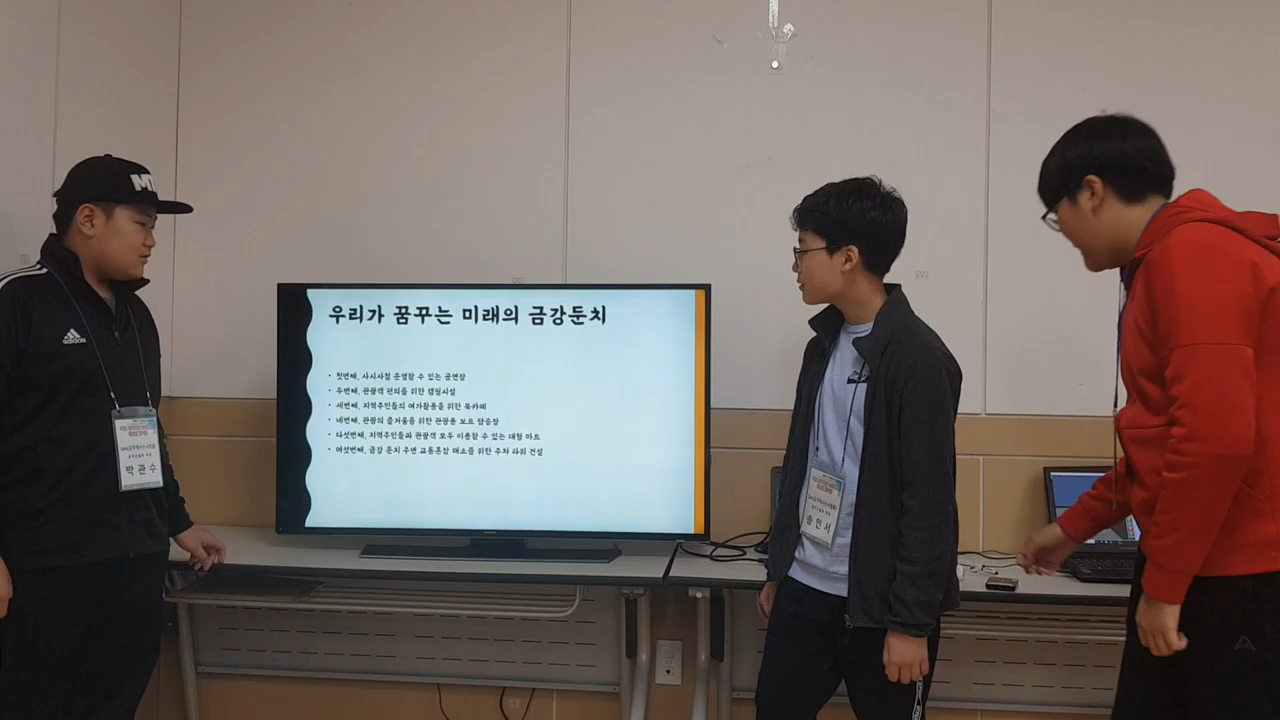 우리가 꿈꾸는 미래의 금강둔치
• 첫번째, 사시사철 운영할 수 있는 공연장
• 두번째, 관광객 편의를 위한 캠핑시설
• 세번째, 지역주민들의 여가활용을 위한 북카페
• 네번째, 관광의 즐거움을 위한 관광용 보트 탑승장
• 다섯번째, 지역주민들과 관광객 모두 이용할 수 있는 대형 마트
• 여섯번째, 금강 둔치 주변 교통혼잡 해소를 위한 주차 타워 건설
adidas
박관수
송민서